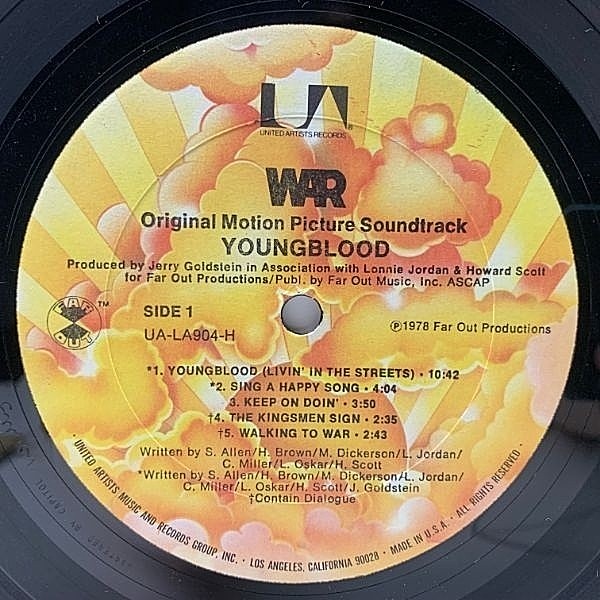 UA®
UNITED ARTISTS RECORDS
WAR
Original Motion Picture Soundtrack
YOUNGBLOOD
Produced by Jerry Goldstein in Association with Lonnie Jordan & Howard Scott
for Far Out Productions/Publ. by Far Out Music, Inc. ASCAP
FAR OUT ™
SIDE 1
UA-LA904-H
℗1978 Far Out Productions
*1. YOUNGBLOOD (LIVIN' IN THE STREETS) • 10:42
*2. SING A HAPPY SONG • 4:04
3. KEEP ON DOIN' • 3:50
†4. THE KINGSMEN SIGN • 2:35
†5. WALKING TO WAR • 2:43
Written by S. Allen/H. Brown/M. Dickerson/L. Jordan/
C. Miller/L. Oskar/H. Scott
*Written by S. Allen/H. Brown/M. Dickerson/L. Jordan/
C. Miller/L. Oskar/H. Scott/J. Goldstein
†Contain Dialogue
• UNITED ARTISTS MUSIC AND RECORDS GROUP, INC. • LOS ANGELES, CALIFORNIA 90028 • MADE IN U.S.A. • ALL RIGHTS RESERVED •